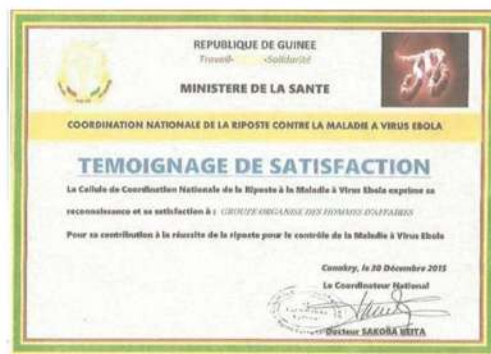 REPUBLIQUE DE GUINEE
Travail- -Solidarité
MINISTERE DE LA SANTE
COORDINATION NATIONALE DE LA RIPOSTE CONTRE LA MALADIE A VIRUS EBOLA
TEMOIGNAGE DE SATISFACTION
La Cellule de Coordination Nationale de la Riposte à la Maladie à Virus Ebola exprime sa
reconnaissance et sa satisfaction à : GROUPE ORGANISE DES HOMMES D'AFFAIRES
Pour sa contribution à la réussite de la riposte pour le contrôle de la Maladie à Virus Ebola
Conakry, le 30 Décembre 2015
Le Coordinateur National
Docteur SAKOBA KEITA